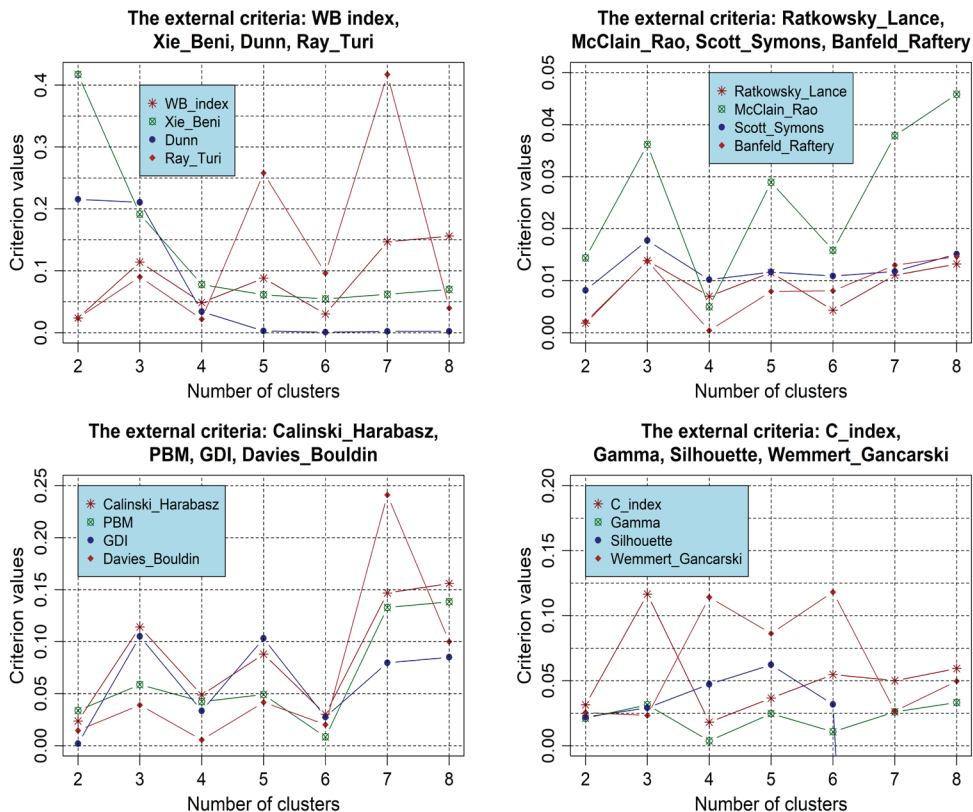 The external criteria: WB index,
Xie_Beni, Dunn, Ray_Turi
Criterion values
0.4
0.3
0.2
0.1
0.0
WB_index
Xie_Beni
Dunn
Ray_Turi
2 3 4 5 6 7 8
Number of clusters
The external criteria: Ratkowsky_Lance,
McClain_Rao, Scott_Symons, Banfeld_Raftery
Criterion values
0.05
0.04
0.03
0.02
0.01
0.00
Ratkowsky_Lance
McClain_Rao
Scott_Symons
Banfeld_Raftery
2 3 4 5 6 7 8
Number of clusters
The external criteria: Calinski_Harabasz,
PBM, GDI, Davies_Bouldin
Criterion values
0.25
0.20
0.15
0.10
0.05
0.00
Calinski_Harabasz
PBM
GDI
Davies_Bouldin
2 3 4 5 6 7 8
Number of clusters
The external criteria: C_index,
Gamma, Silhouette, Wemmert_Gancarski
Criterion values
0.20
0.15
0.10
0.05
0.00
C_index
Gamma
Silhouette
Wemmert_Gancarski
2 3 4 5 6 7 8
Number of clusters